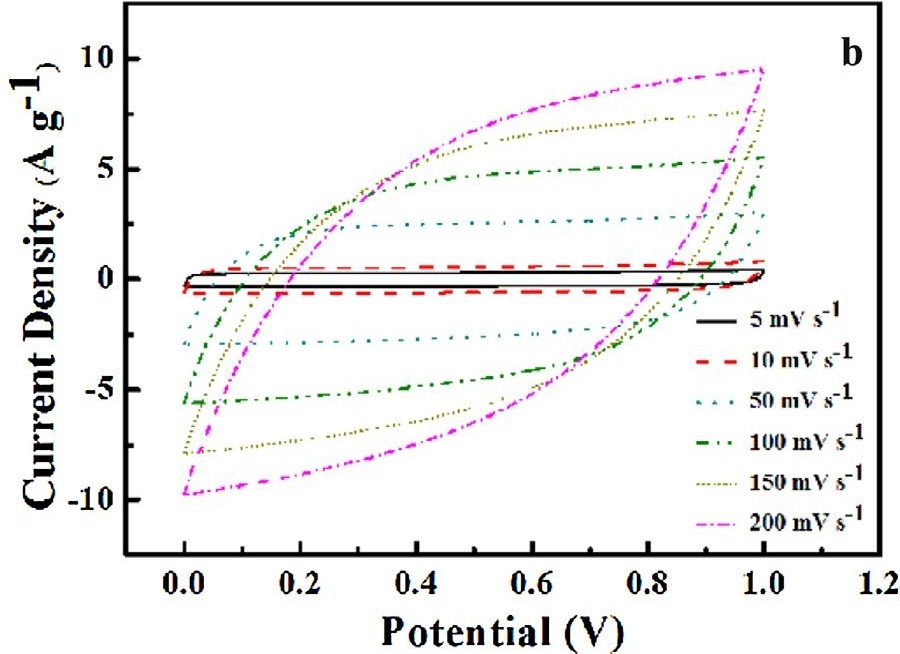 b
Current Density (A g-1)
10
5
0
-5
-10
5 mV s-1
10 mV s-1
50 mV s-1
100 mV s-1
150 mV s-1
200 mV s-1
0.0 0.2 0.4 0.6 0.8 1.0 1.2
Potential (V)